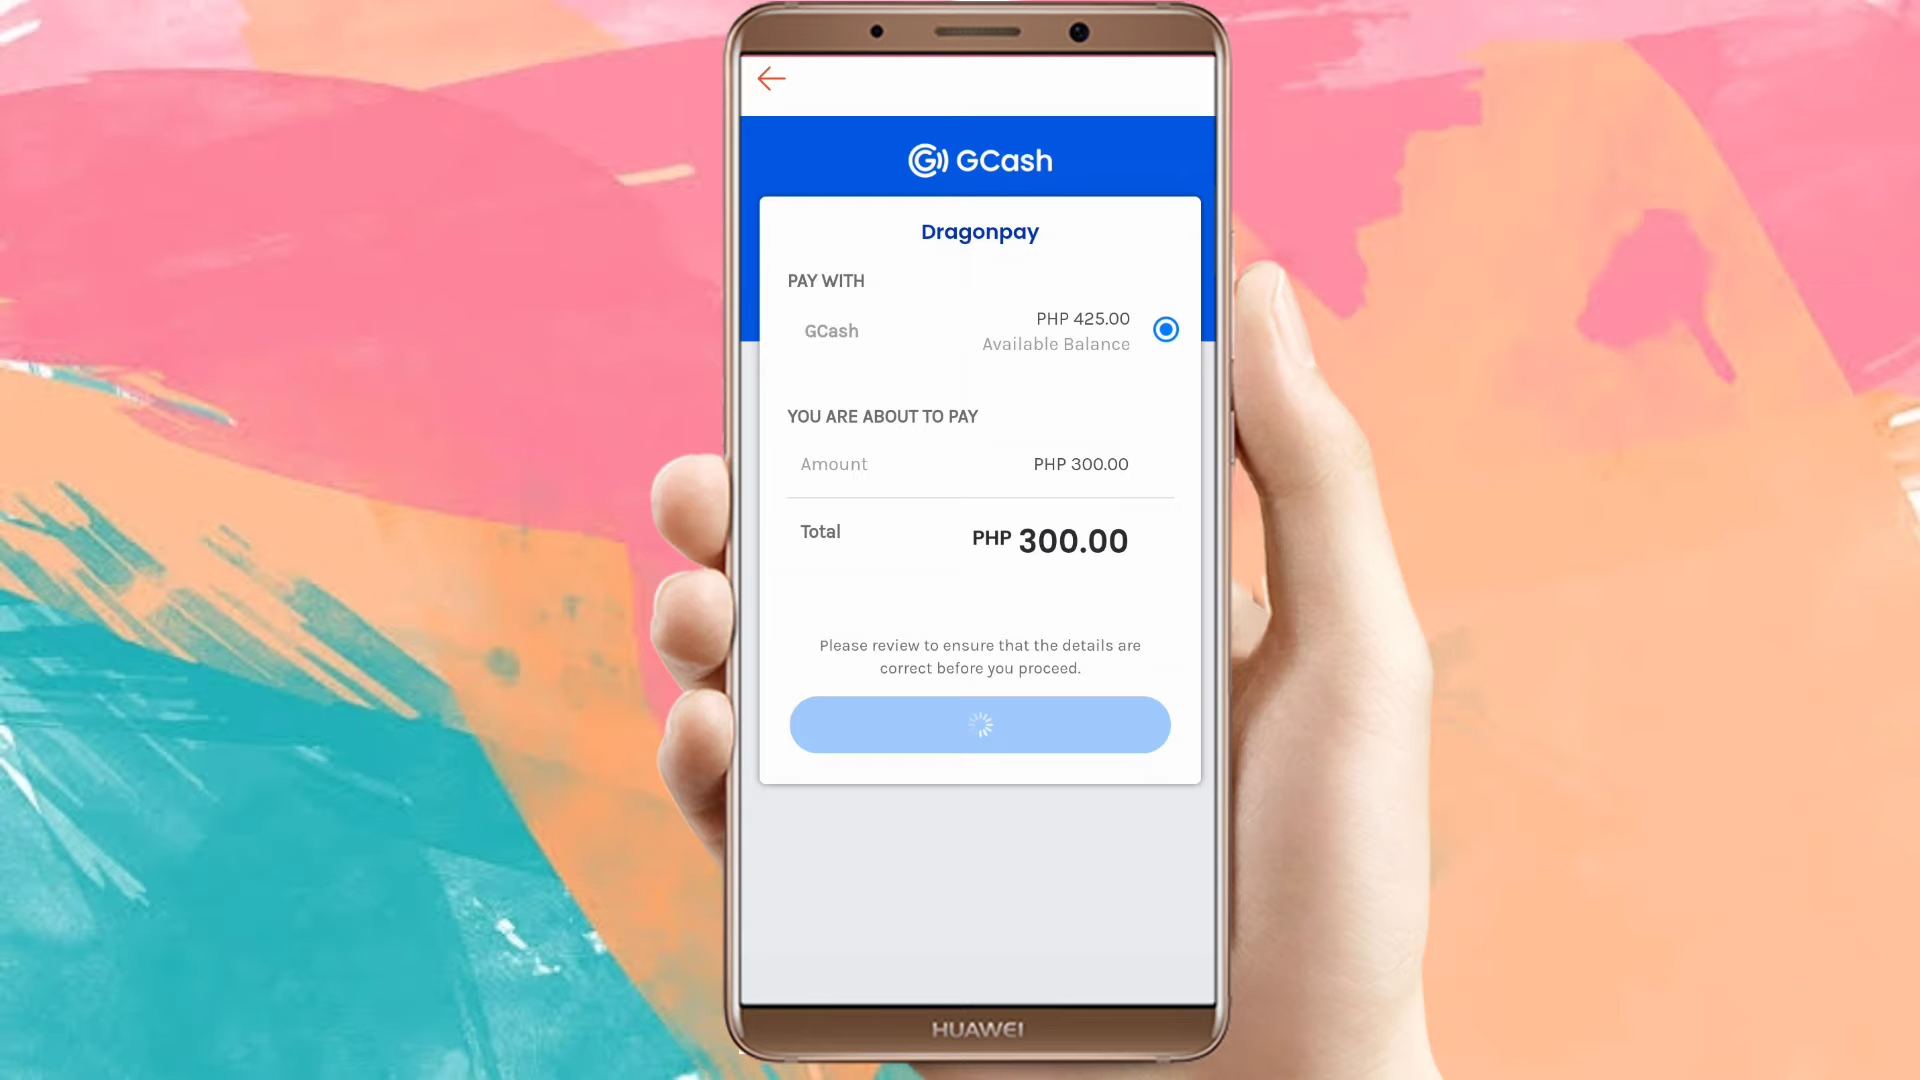 GCash
Dragonpay
PAY WITH
GCash
PHP 425.00
Available Balance
YOU ARE ABOUT TO PAY
Amount PHP 300.00
Total PHP 300.00
Please review to ensure that the details are
correct before you proceed.
HUAWEI